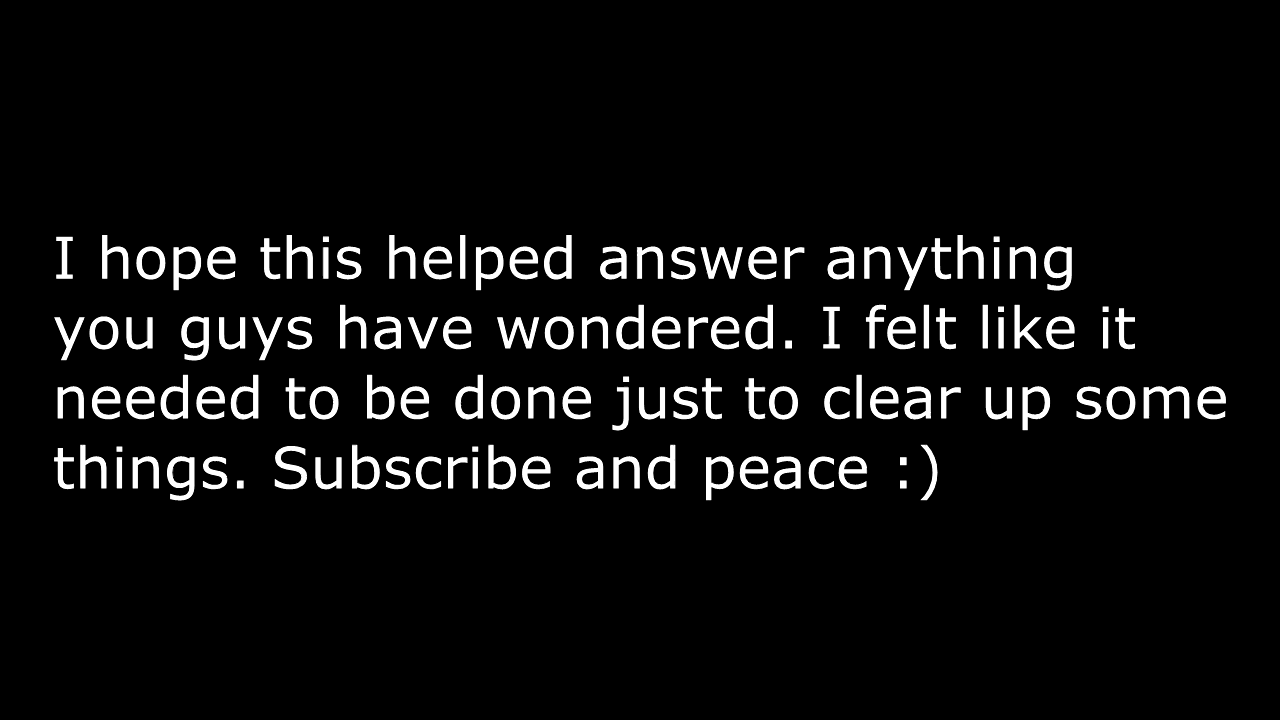 I hope this helped answer anything
you guys have wondered. I felt like it
needed to be done just to clear up some
things. Subscribe and peace :)